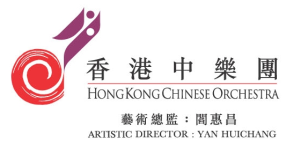 香港中樂團
HONG KONG CHINESE ORCHESTRA
藝術總監：閻惠昌
ARTISTIC DIRECTOR : YAN HUICHANG